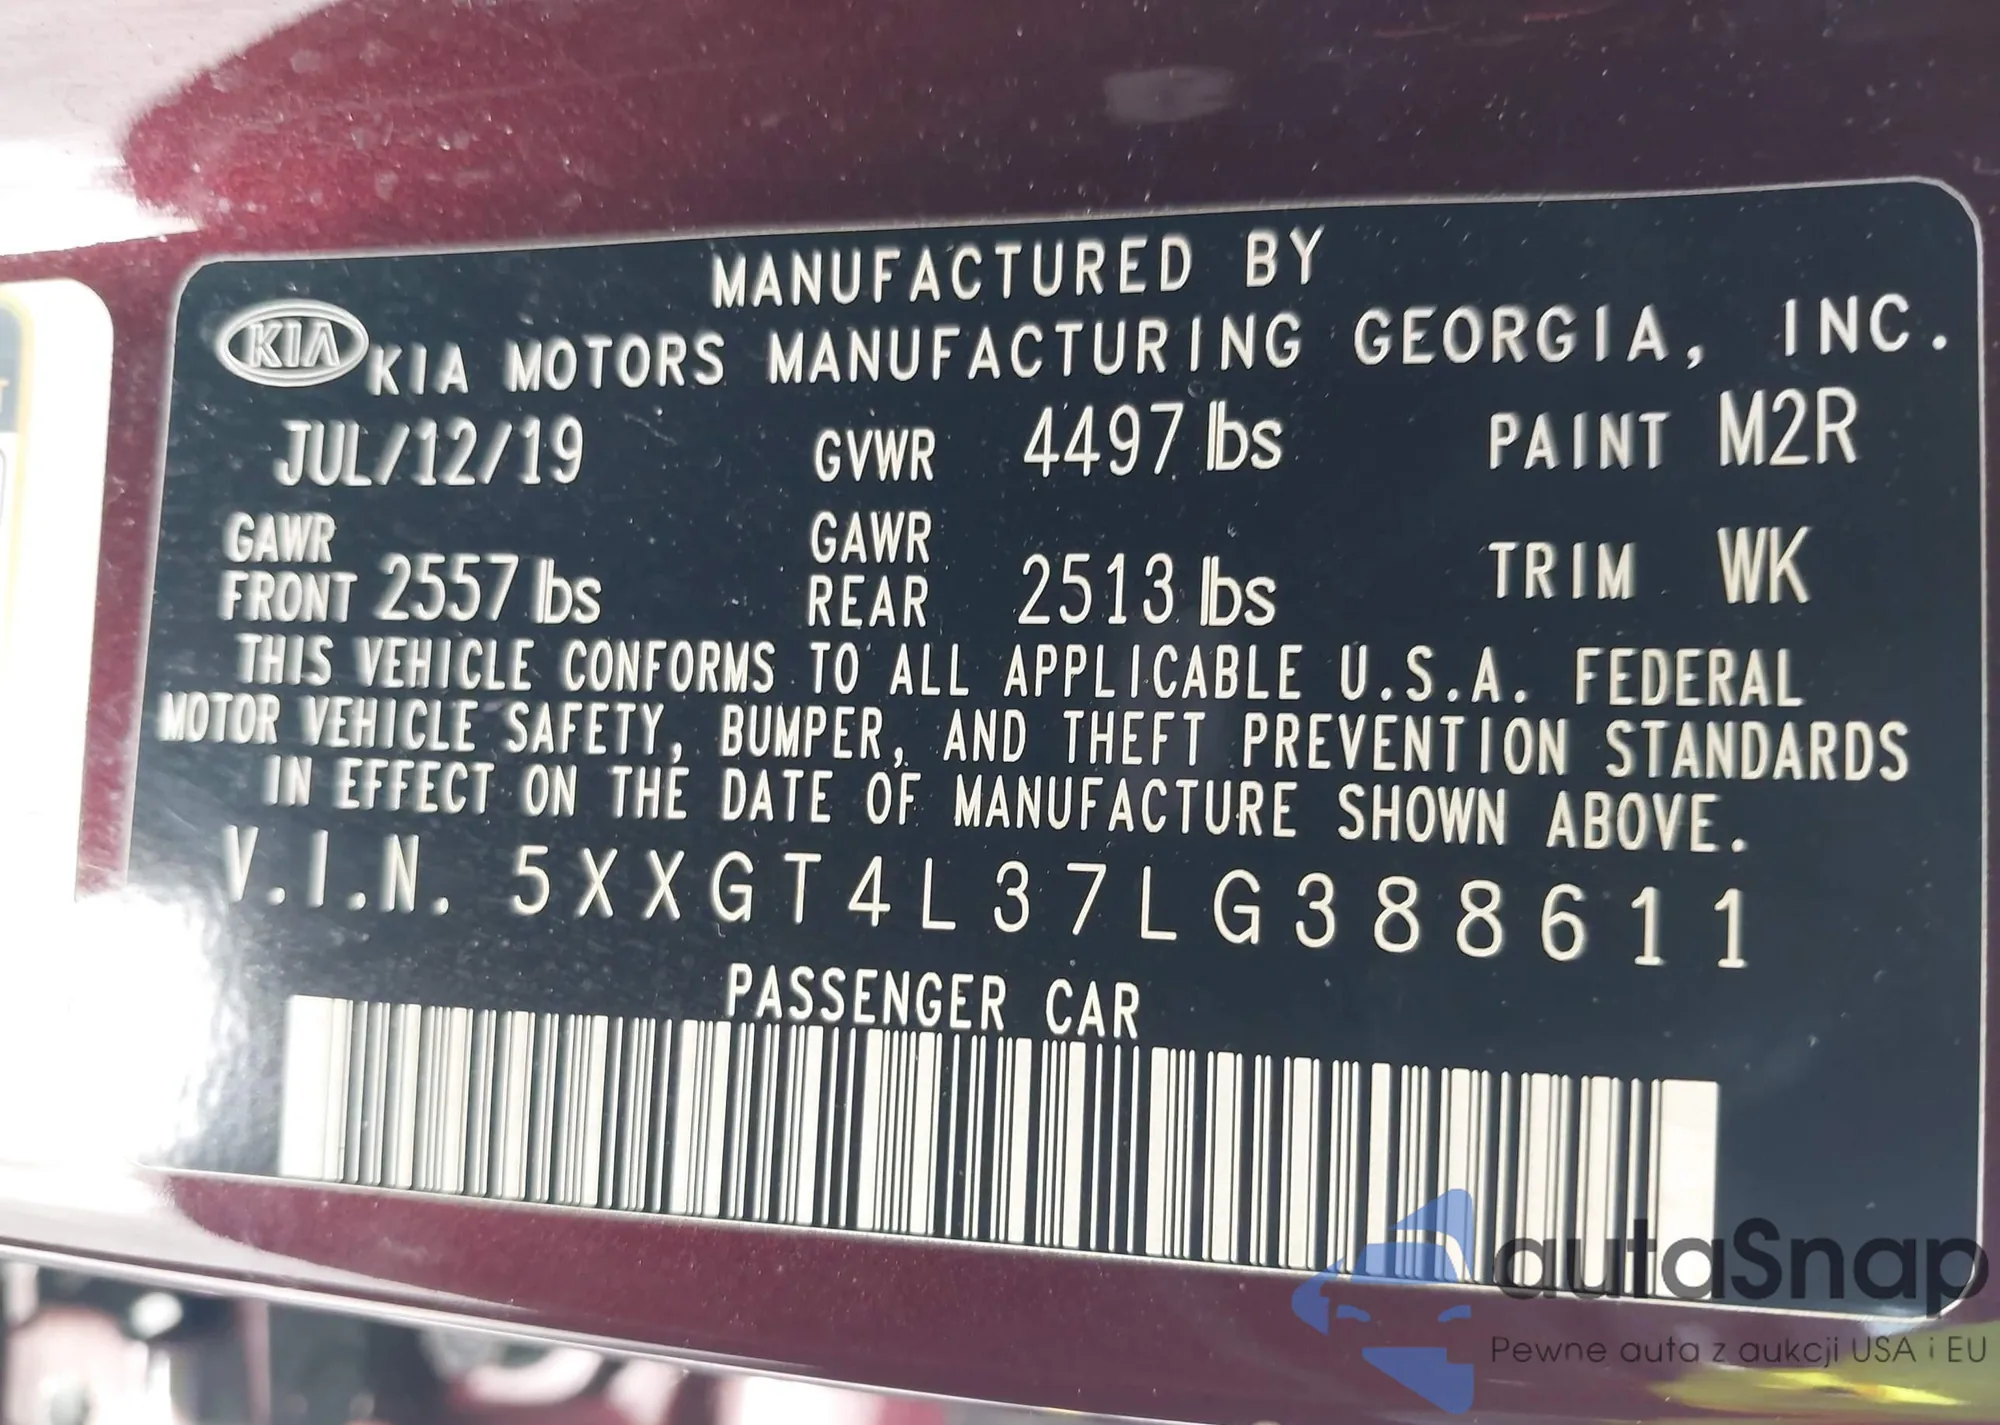 MANUFACTURED BY
KIA KIA MOTORS MANUFACTURING GEORGIA, INC.
JUL/12/19 GVWR 4497 lbs PAINT M2R
GAWR FRONT 2557 lbs GAWR REAR 2513 lbs TRIM WK
THIS VEHICLE CONFORMS TO ALL APPLICABLE U.S.A. FEDERAL
MOTOR VEHICLE SAFETY, BUMPER, AND THEFT PREVENTION STANDARDS
IN EFFECT ON THE DATE OF MANUFACTURE SHOWN ABOVE.
V.I.N. 5XXGT4L37LG388611
PASSENGER CAR
autaSnap
Pewne auta z aukcji USA i EU